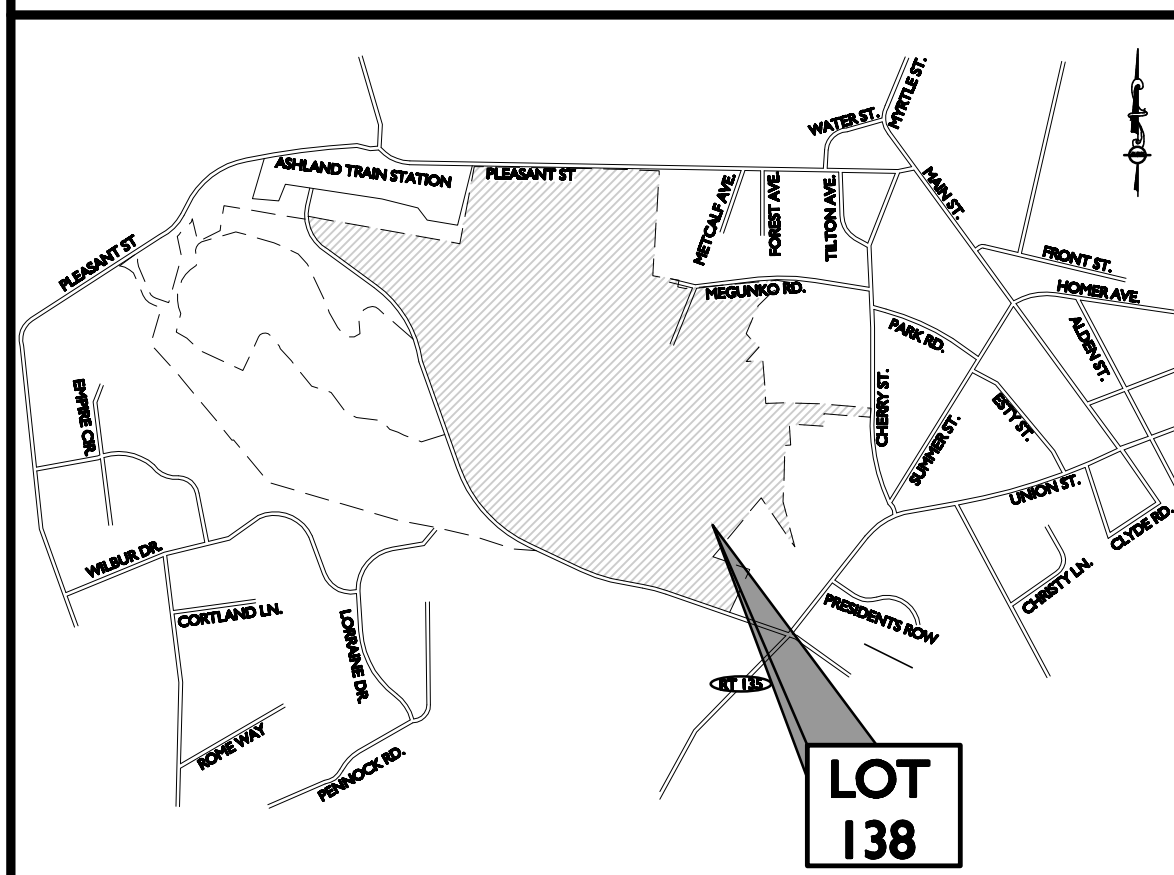 MYRTLE ST.
WATER ST.
ASHLAND TRAIN STATION
PLEASANT ST
METCALF AVE.
FOREST AVE.
TILTON AVE.
MAIN ST.
PLEASANT ST
FRONT ST.
HOMER AVE.
MEGUNKO RD.
PARK RD.
ALDEN ST.
EMPIRE CIR.
CHERRY ST.
SUMMER ST.
ESTY ST.
UNION ST.
CLYDE RD.
WILBUR DR.
CHRISTY LN.
CORTLAND LN.
LORRAINE DR.
PRESIDENTS ROW
RT 135
ROME WAY
PENNOCK RD.
LOT
138